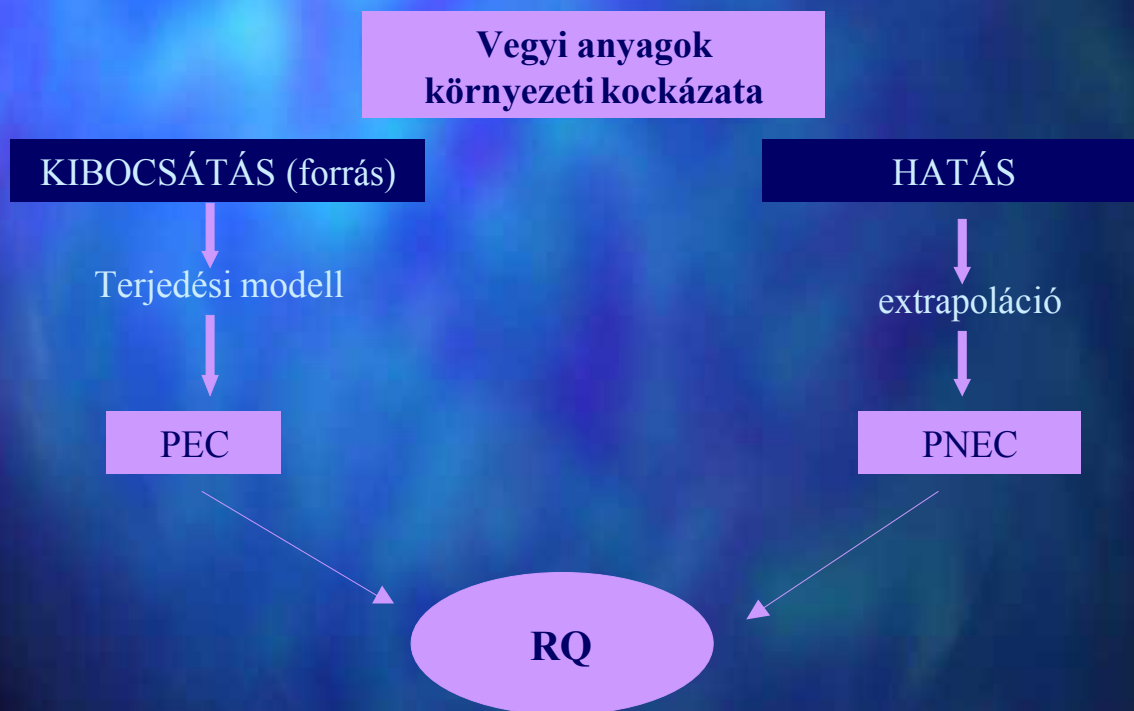 Vegyi anyagok
környezeti kockázata
KIBOCSÁTÁS (forrás)
HATÁS
Terjedési modell
extrapoláció
PEC
PNEC
RQ